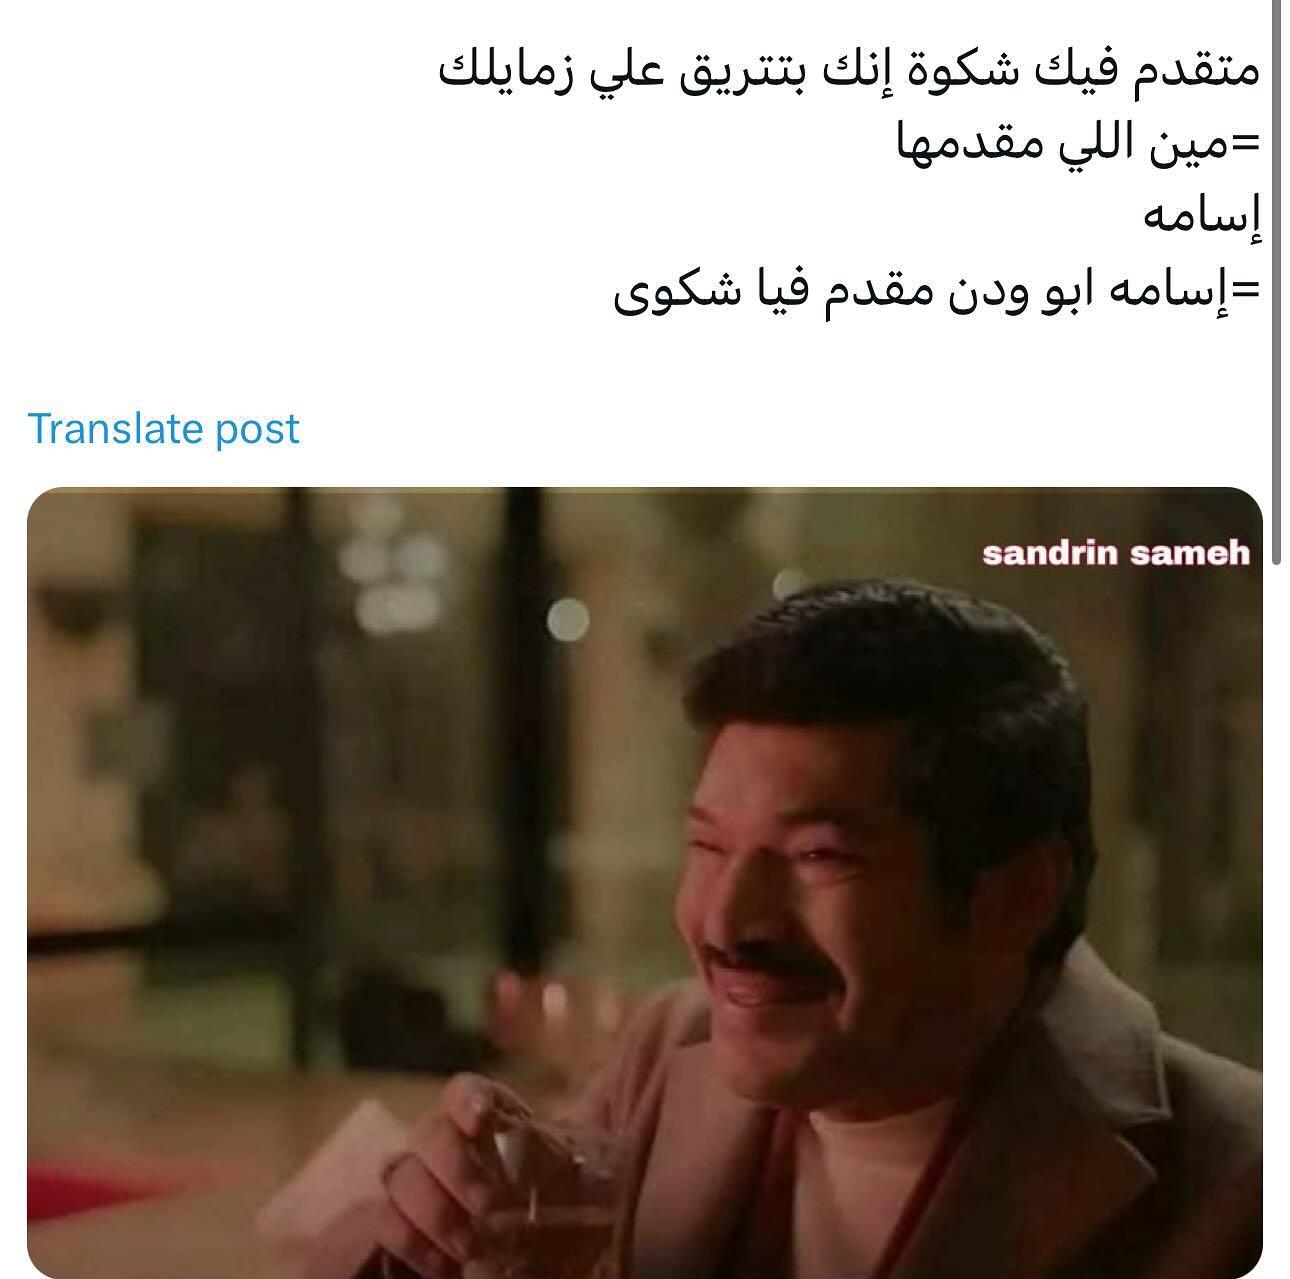 متقدم فيك شكوة إنك بتتريق علي زمايلك
=مين اللي مقدمها
إسامه
=إسامه ابو ودن مقدم فيا شكوى
Translate post
sandrin sameh